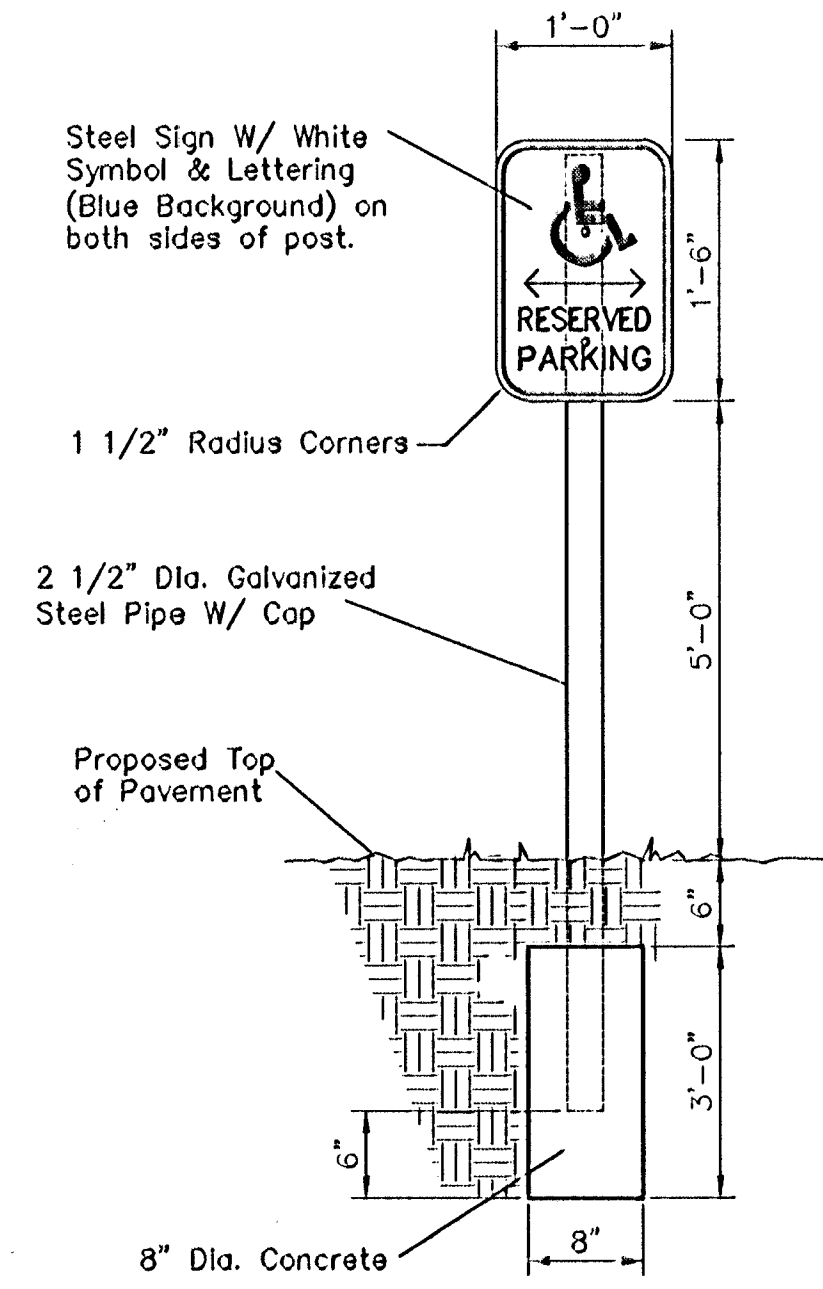 1'-0"
Steel Sign W/ White
Symbol & Lettering
(Blue Background) on
both sides of post.
1'-6"
RESERVED
PARKING
1 1/2" Radius Corners
2 1/2" Dia. Galvanized
Steel Pipe W/ Cap
5'-0"
Proposed Top
of Pavement
6"
3'-0"
6"
8"
8" Dia. Concrete